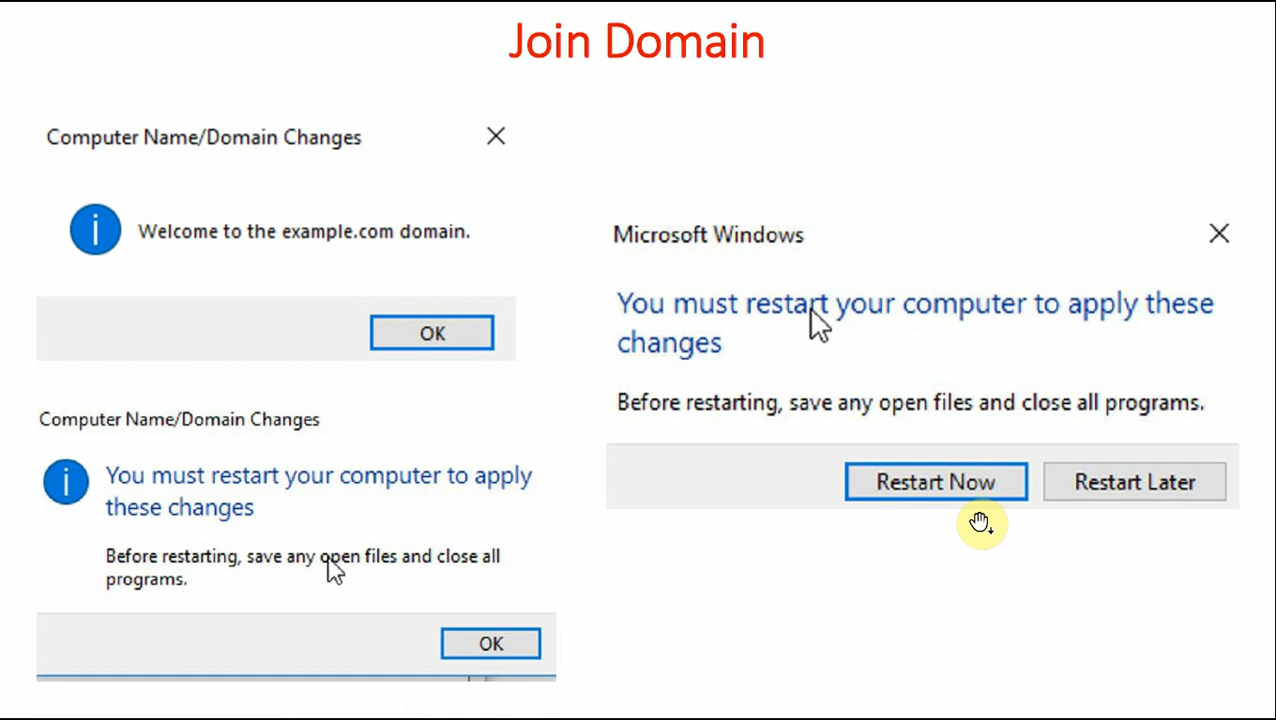 Join Domain
Computer Name/Domain Changes
Welcome to the example.com domain.
OK
Computer Name/Domain Changes
You must restart your computer to apply
these changes
Before restarting, save any open files and close all
programs.
OK
Microsoft Windows
You must restart your computer to apply these
changes
Before restarting, save any open files and close all programs.
Restart Now
Restart Later